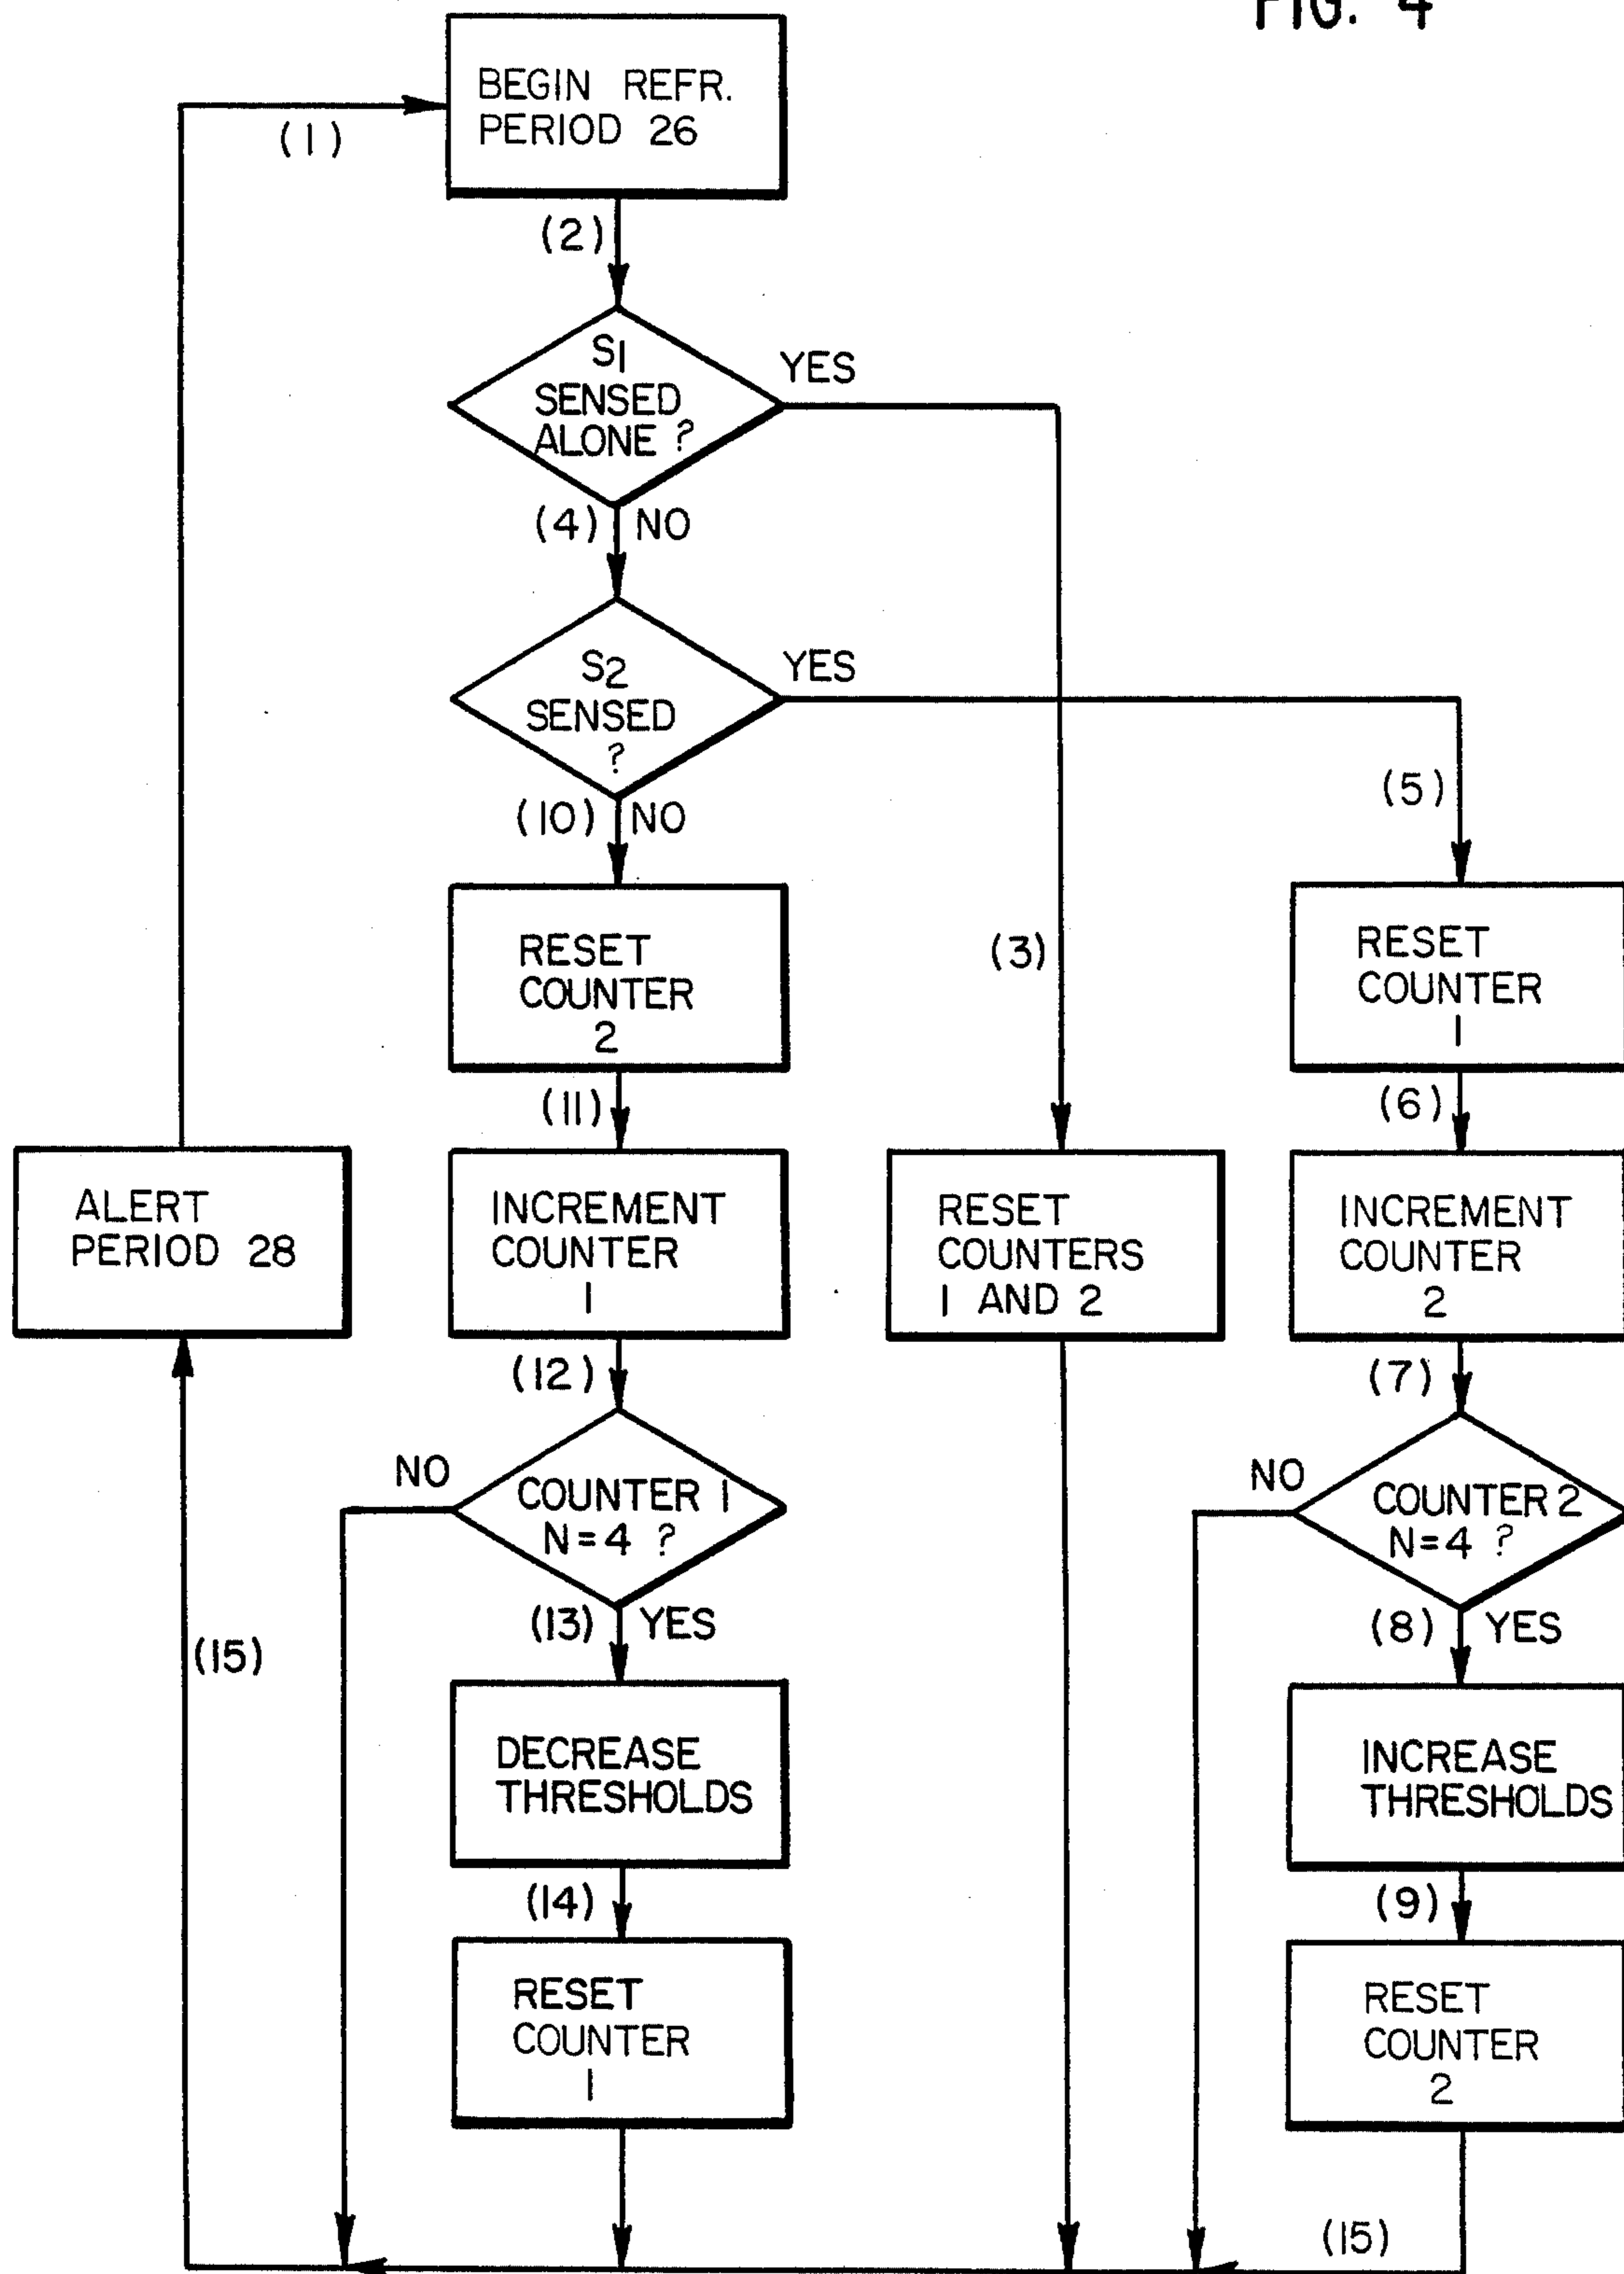 FIG. 4
BEGIN REFR.
PERIOD 26
(1)
(2)
S1
SENSED
ALONE ?
YES
(4) NO
S2
SENSED
?
YES
(10) NO
(5)
(3)
RESET
COUNTER
2
RESET
COUNTER
1
(11)
(6)
ALERT
PERIOD 28
INCREMENT
COUNTER
1
RESET
COUNTERS
1 AND 2
INCREMENT
COUNTER
2
(12)
(7)
NO
COUNTER 1
N=4 ?
NO
COUNTER 2
N=4 ?
(13) YES
(8) YES
(15)
DECREASE
THRESHOLDS
INCREASE
THRESHOLDS
(14)
(9)
RESET
COUNTER
1
RESET
COUNTER
2
(15)